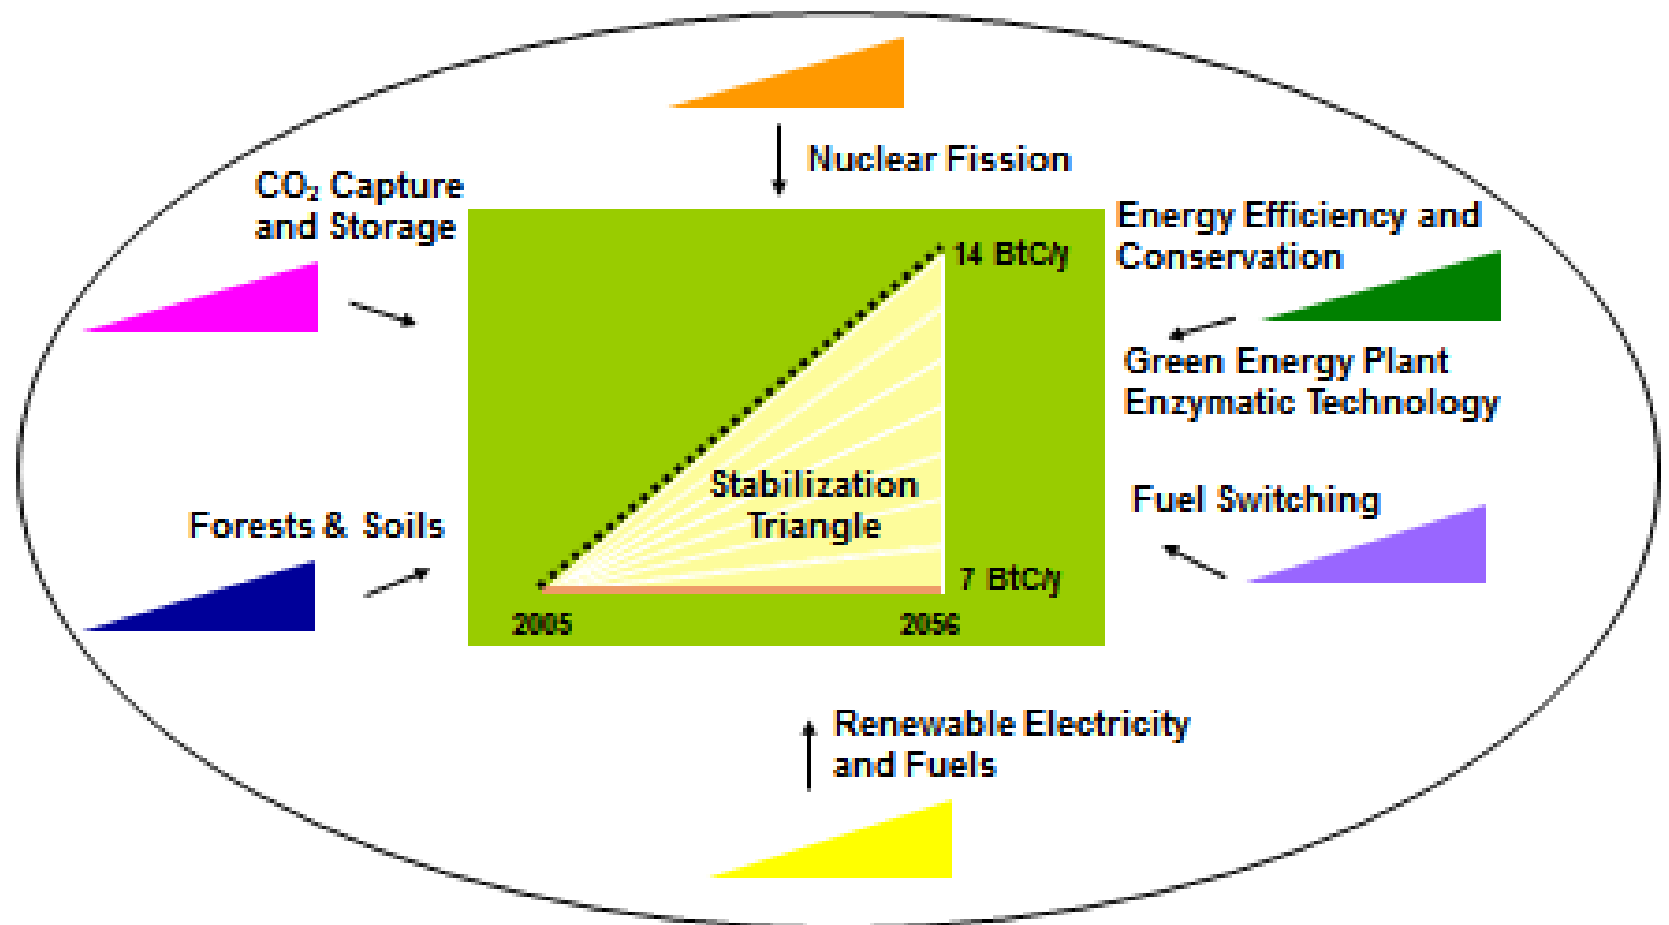 Nuclear Fission
CO₂ Capture
and Storage
Energy Efficiency and
Conservation
14 BtC/y
Green Energy Plant
Enzymatic Technology
Stabilization
Triangle
Fuel Switching
Forests & Soils
7 BtC/y
2005
2056
Renewable Electricity
and Fuels